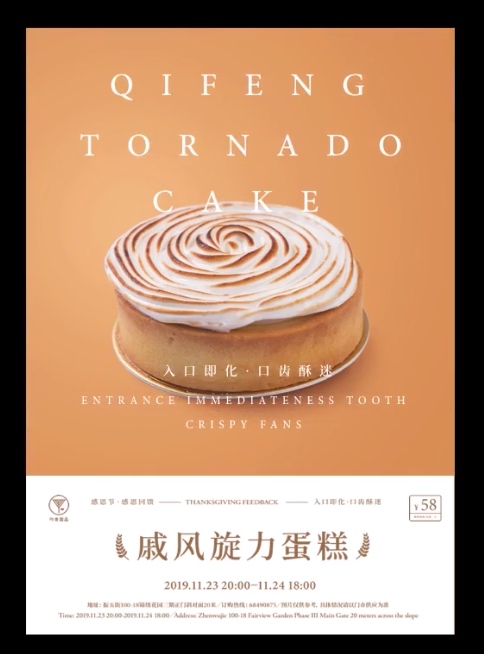 QIFENG
TORNADO
CAKE
入口即化·口齿酥迷
ENTRANCE IMMEDIATENESS TOOTH
CRISPY FANS
感恩节·感恩回馈 THANKSGIVING FEEDBACK 入口即化·口齿酥迷
¥58
戚风旋力蛋糕
2019.11.23 20:00-11.24 18:00
Time: 2019.11.23 20:00-2019.11.24 18:00 /Address: Zhenwujie 100-18 Fairview Garden Phase III Main Gate 20 meters across the slope